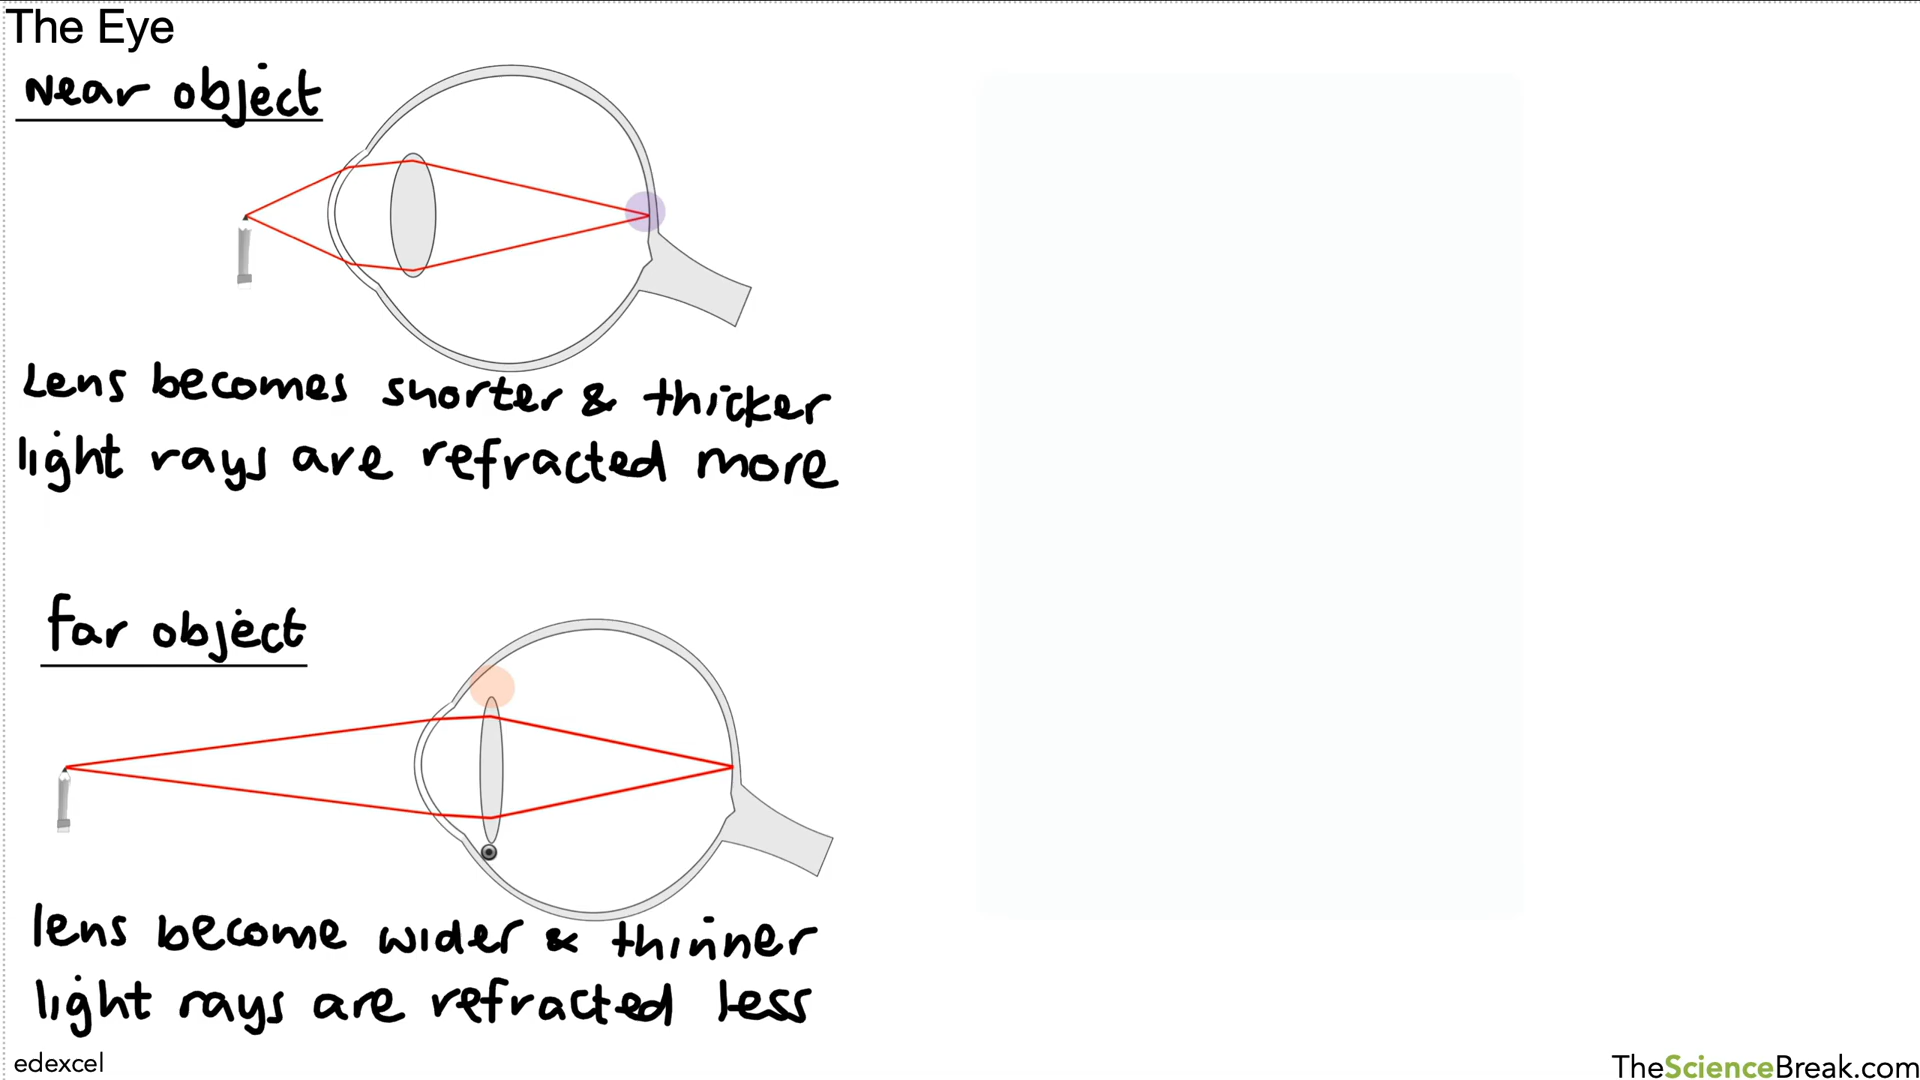 The Eye
Near object
Lens becomes shorter & thicker
light rays are refracted more
far object
lens become wider & thinner
light rays are refracted less
edexcel
TheScienceBreak.com